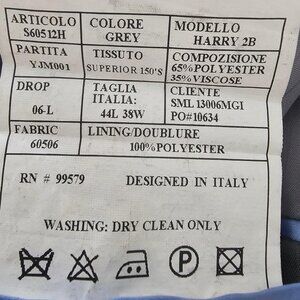 ARTICOLO COLORE MODELLO
S60512H GREY HARRY 2B
PARTITA TISSUTO COMPOZISIONE
YJM001 SUPERIOR 150'S 65%POLYESTER
35%VISCOSE
DROP TAGLIA CLIENTE
ITALIA: SML 13006MG1
06-L 44L 38W PO#10634
FABRIC LINING/DOUBLURE
60506 100%POLYESTER
RN # 99579 DESIGNED IN ITALY
WASHING: DRY CLEAN ONLY
P